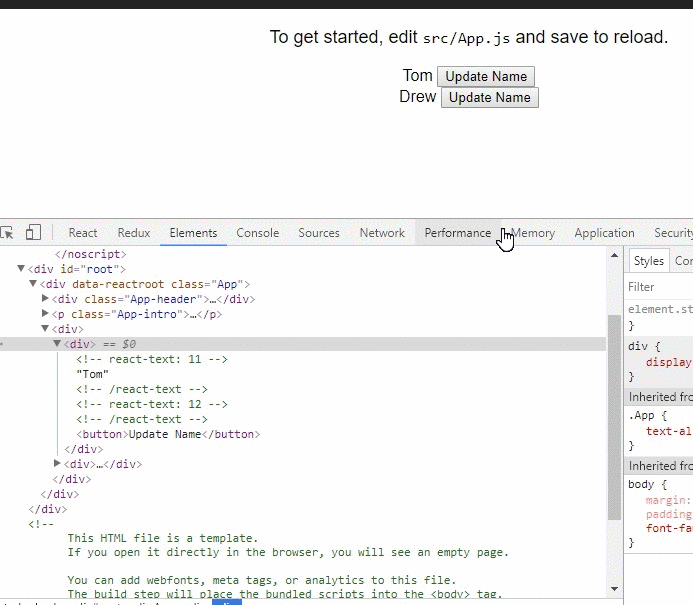 To get started, edit src/App.js and save to reload.
Tom Update Name
Drew Update Name
React Redux Elements Console Sources Network Performance Memory Application Security
</noscript>
▼<div id="root">
▼<div data-reactroot class="App">
▶<div class="App-header">…</div>
▶<p class="App-intro">…</p>
▼<div>
▼<div> == $0
<!-- react-text: 11 -->
"Tom"
<!-- /react-text -->
<!-- react-text: 12 -->
<!-- /react-text -->
<button>Update Name</button>
</div>
▶<div>…</div>
</div>
</div>
</div>
<!--
This HTML file is a template.
If you open it directly in the browser, you will see an empty page.
You can add webfonts, meta tags, or analytics to this file.
The build step will place the bundled scripts into the <body> tag.
Styles Con
Filter
element.st
}
div {
display
}
Inherited fro
.App {
text-al
}
Inherited fro
body {
margin:
padding
font-fa
}